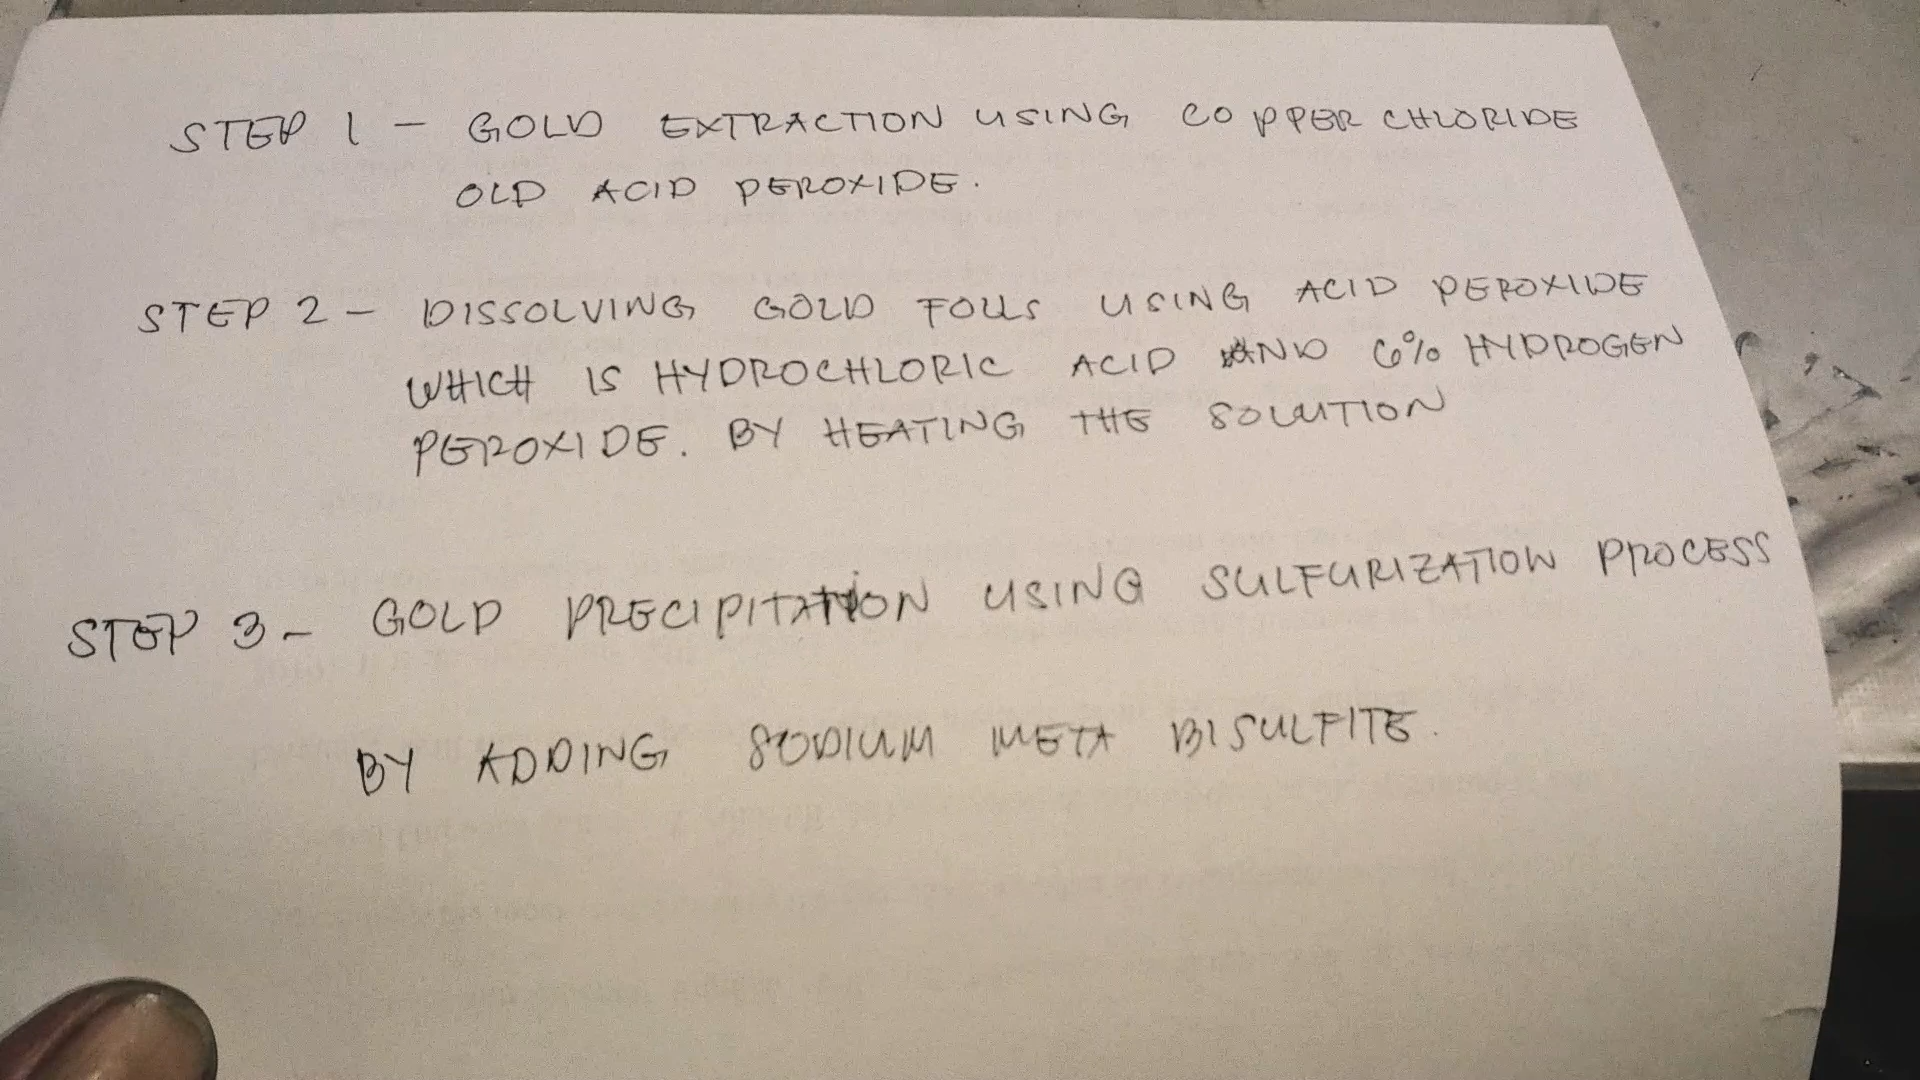 STEP 1 - GOLD EXTRACTION USING COPPER CHLORIDE
OLD ACID PEROXIDE.
STEP 2 - DISSOLVING GOLD FOILS USING ACID PEROXIDE
WHICH IS HYDROCHLORIC ACID AND 6% HYDROGEN
PEROXIDE. BY HEATING THE SOLUTION
STEP 3 - GOLD PRECIPITATION USING SULFURIZATION PROCESS
BY ADDING SODIUM META BISULFITE.